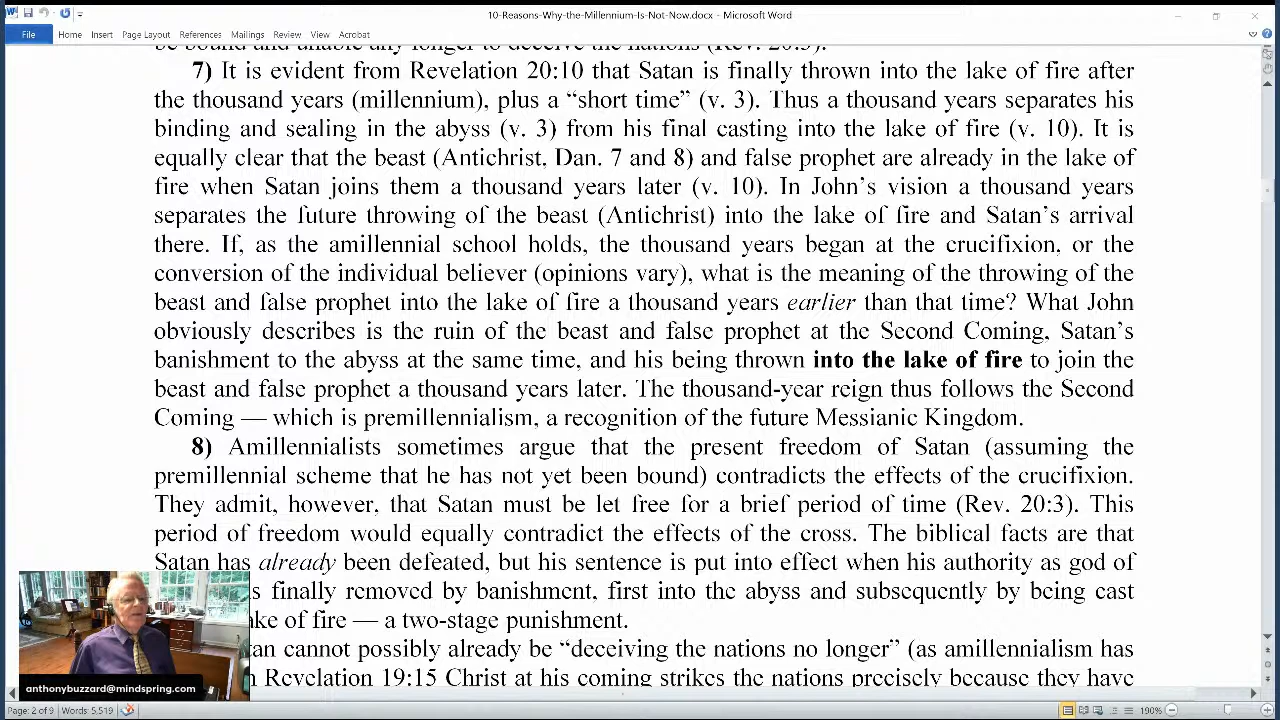 10-Reasons-Why-the-Millennium-Is-Not-Now.docx - Microsoft Word
File Home Insert Page Layout References Mailings Review View Acrobat
be bound and unable any longer to deceive the nations (Rev. 20:3).
7) It is evident from Revelation 20:10 that Satan is finally thrown into the lake of fire after
the thousand years (millennium), plus a “short time” (v. 3). Thus a thousand years separates his
binding and sealing in the abyss (v. 3) from his final casting into the lake of fire (v. 10). It is
equally clear that the beast (Antichrist, Dan. 7 and 8) and false prophet are already in the lake of
fire when Satan joins them a thousand years later (v. 10). In John’s vision a thousand years
separates the future throwing of the beast (Antichrist) into the lake of fire and Satan’s arrival
there. If, as the amillennial school holds, the thousand years began at the crucifixion, or the
conversion of the individual believer (opinions vary), what is the meaning of the throwing of the
beast and false prophet into the lake of fire a thousand years earlier than that time? What John
obviously describes is the ruin of the beast and false prophet at the Second Coming, Satan’s
banishment to the abyss at the same time, and his being thrown into the lake of fire to join the
beast and false prophet a thousand years later. The thousand-year reign thus follows the Second
Coming — which is premillennialism, a recognition of the future Messianic Kingdom.
8) Amillennialists sometimes argue that the present freedom of Satan (assuming the
premillennial scheme that he has not yet been bound) contradicts the effects of the crucifixion.
They admit, however, that Satan must be let free for a brief period of time (Rev. 20:3). This
period of freedom would equally contradict the effects of the cross. The biblical facts are that
Satan has already been defeated, but his sentence is put into effect when his authority as god of
s finally removed by banishment, first into the abyss and subsequently by being cast
ke of fire — a two-stage punishment.
an cannot possibly already be “deceiving the nations no longer” (as amillennialism has
Revelation 19:15 Christ at his coming strikes the nations precisely because they have
anthonybuzzard@mindspring.com
Page: 2 of 9 Words: 5,519 190%